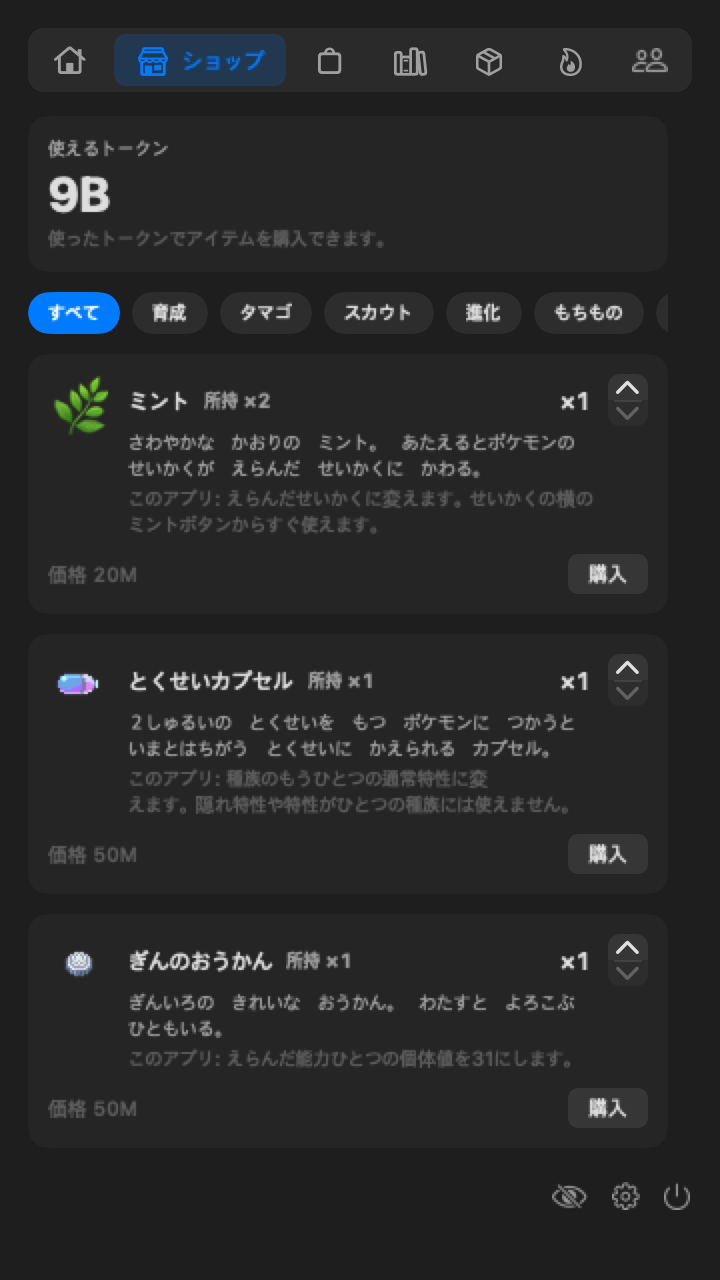 ショップ
使えるトークン
9B
使ったトークンでアイテムを購入できます。
すべて
育成
タマゴ
スカウト
進化
もちもの
ミント 所持 ×2
×1
さわやかな　かおりの　ミント。　あたえるとポケモンの
せいかくが　えらんだ　せいかくに　かわる。
このアプリ: えらんだせいかくに変えます。せいかくの横の
ミントボタンからすぐ使えます。
価格 20M
購入
とくせいカプセル 所持 ×1
×1
２しゅるいの　とくせいを　もつ　ポケモンに　つかうと
いまとはちがう　とくせいに　かえられる　カプセル。
このアプリ: 種族のもうひとつの通常特性に変
えます。隠れ特性や特性がひとつの種族には使えません。
価格 50M
購入
ぎんのおうかん 所持 ×1
×1
ぎんいろの　きれいな　おうかん。　わたすと　よろこぶ
ひともいる。
このアプリ: えらんだ能力ひとつの個体値を31にします。
価格 50M
購入